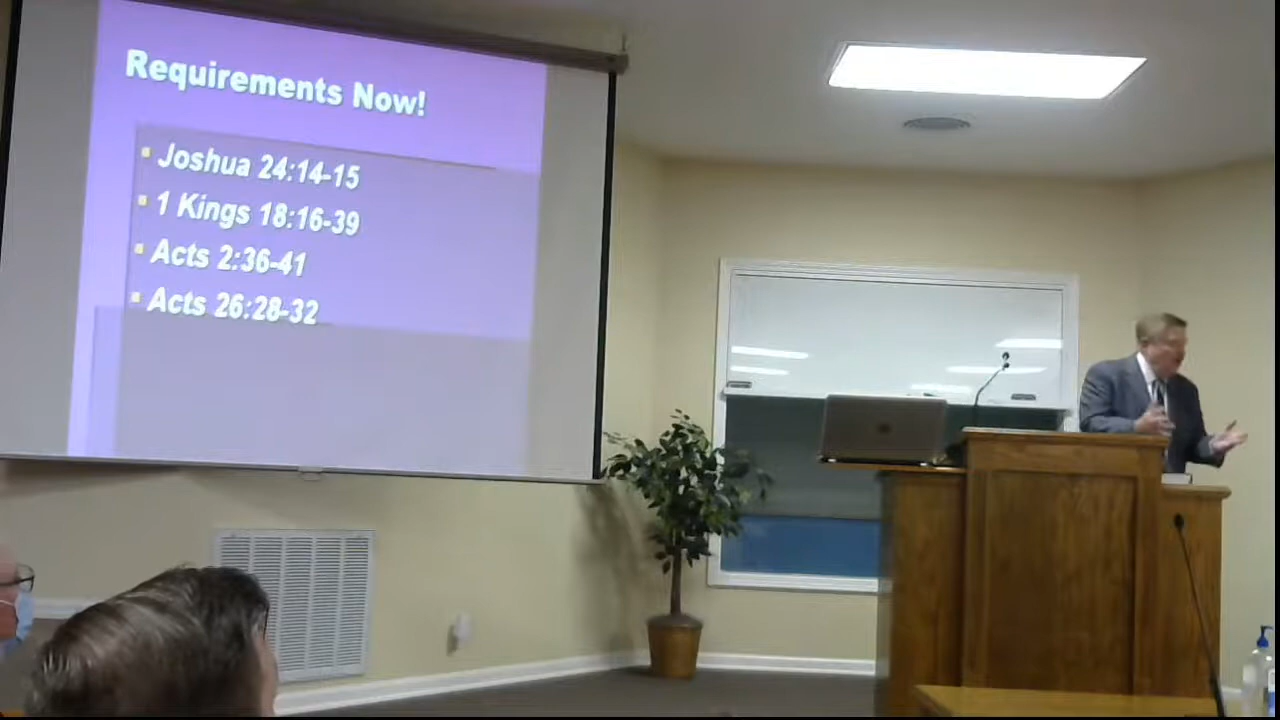 Requirements Now!
Joshua 24:14-15
1 Kings 18:16-39
Acts 2:36-41
Acts 26:28-32